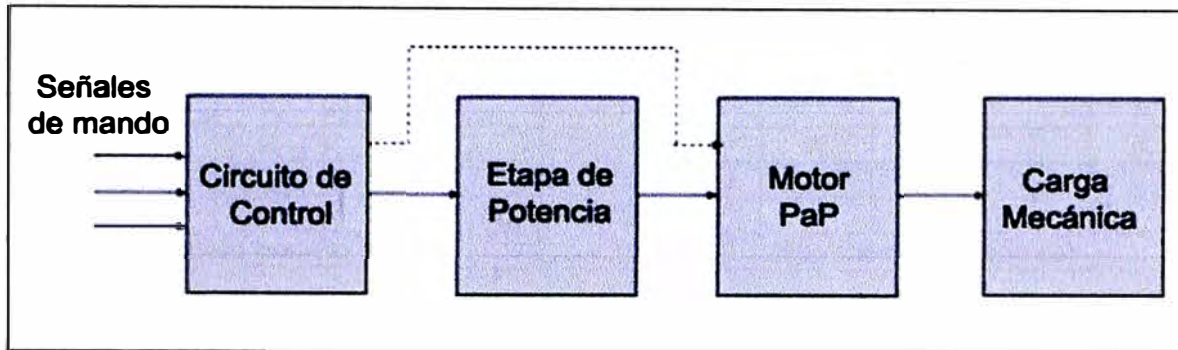 Señales
de mando
Circuito de
Control
Etapa de
Potencia
Motor
PaP
Carga
Mecánica